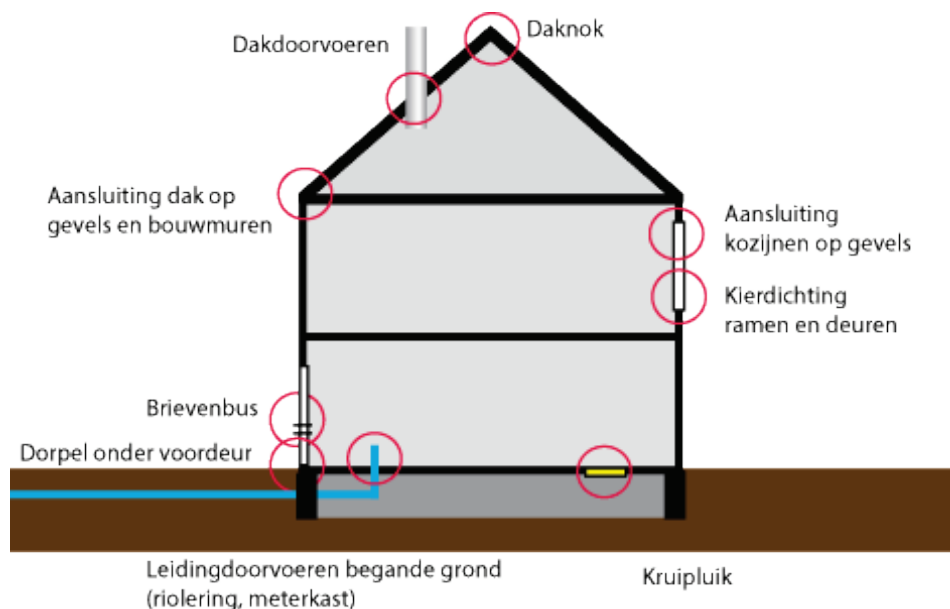 Dakdoorvoeren
Daknok
Aansluiting dak op
gevels en bouwmuren
Aansluiting
kozijnen op gevels
Kierdichting
ramen en deuren
Brievenbus
Dorpel onder voordeur
Leidingdoorvoeren begande grond
(riolering, meterkast)
Kruipluik